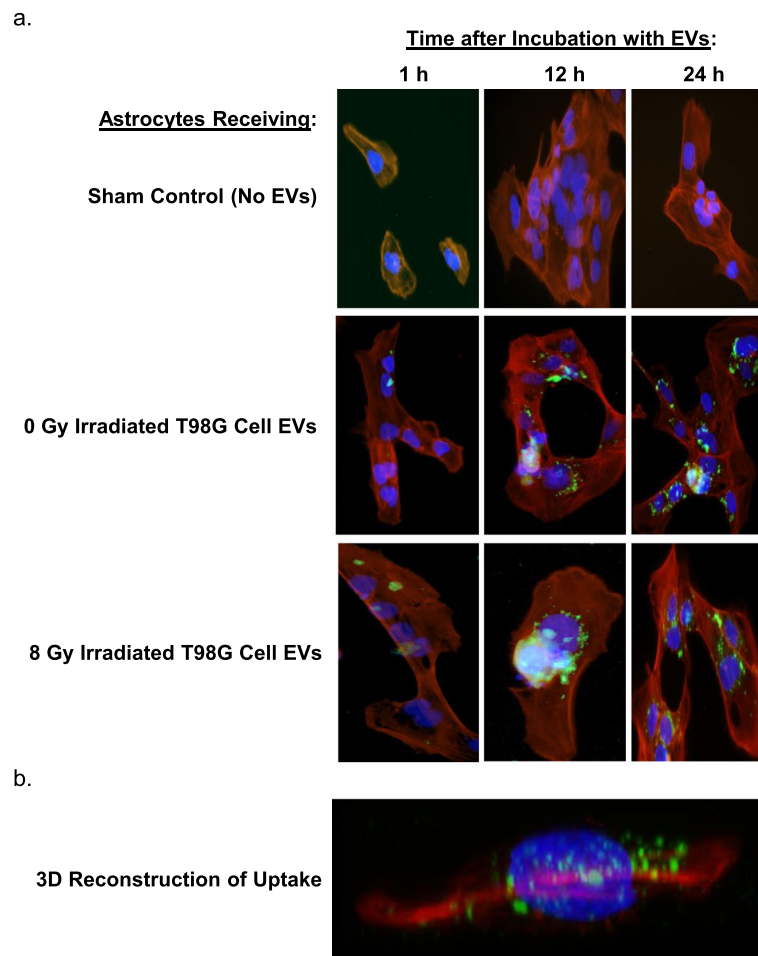 a.
Time after Incubation with EVs:
1 h 12 h 24 h
Astrocytes Receiving:
Sham Control (No EVs)
0 Gy Irradiated T98G Cell EVs
8 Gy Irradiated T98G Cell EVs
b.
3D Reconstruction of Uptake